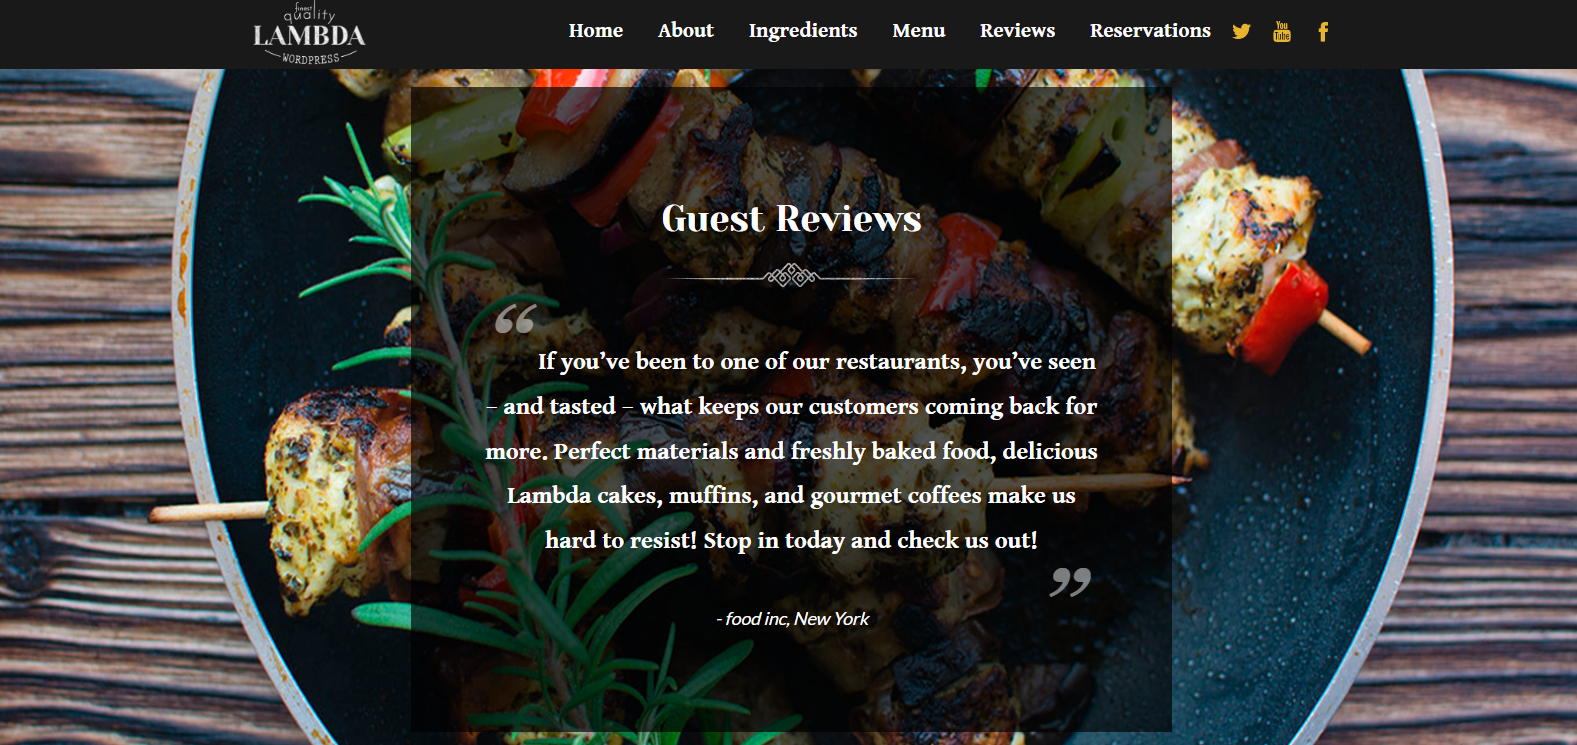 finest
quality
LAMBDA
WORDPRESS
Home About Ingredients Menu Reviews Reservations
You
Tube
Guest Reviews
“
If you’ve been to one of our restaurants, you’ve seen
– and tasted – what keeps our customers coming back for
more. Perfect materials and freshly baked food, delicious
Lambda cakes, muffins, and gourmet coffees make us
hard to resist! Stop in today and check us out!
”
- food inc, New York